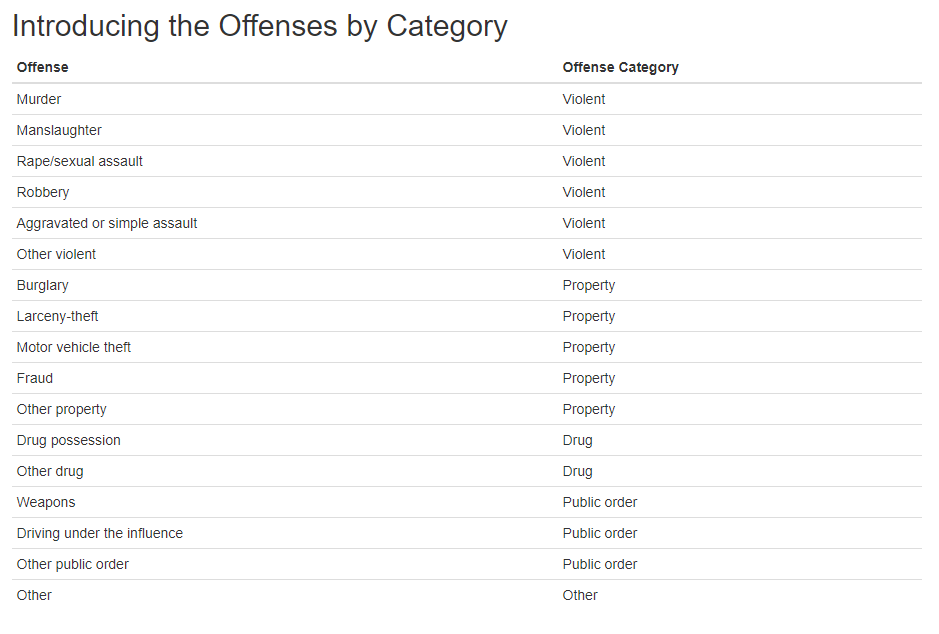 Introducing the Offenses by Category
Offense Offense Category
Murder Violent
Manslaughter Violent
Rape/sexual assault Violent
Robbery Violent
Aggravated or simple assault Violent
Other violent Violent
Burglary Property
Larceny-theft Property
Motor vehicle theft Property
Fraud Property
Other property Property
Drug possession Drug
Other drug Drug
Weapons Public order
Driving under the influence Public order
Other public order Public order
Other Other